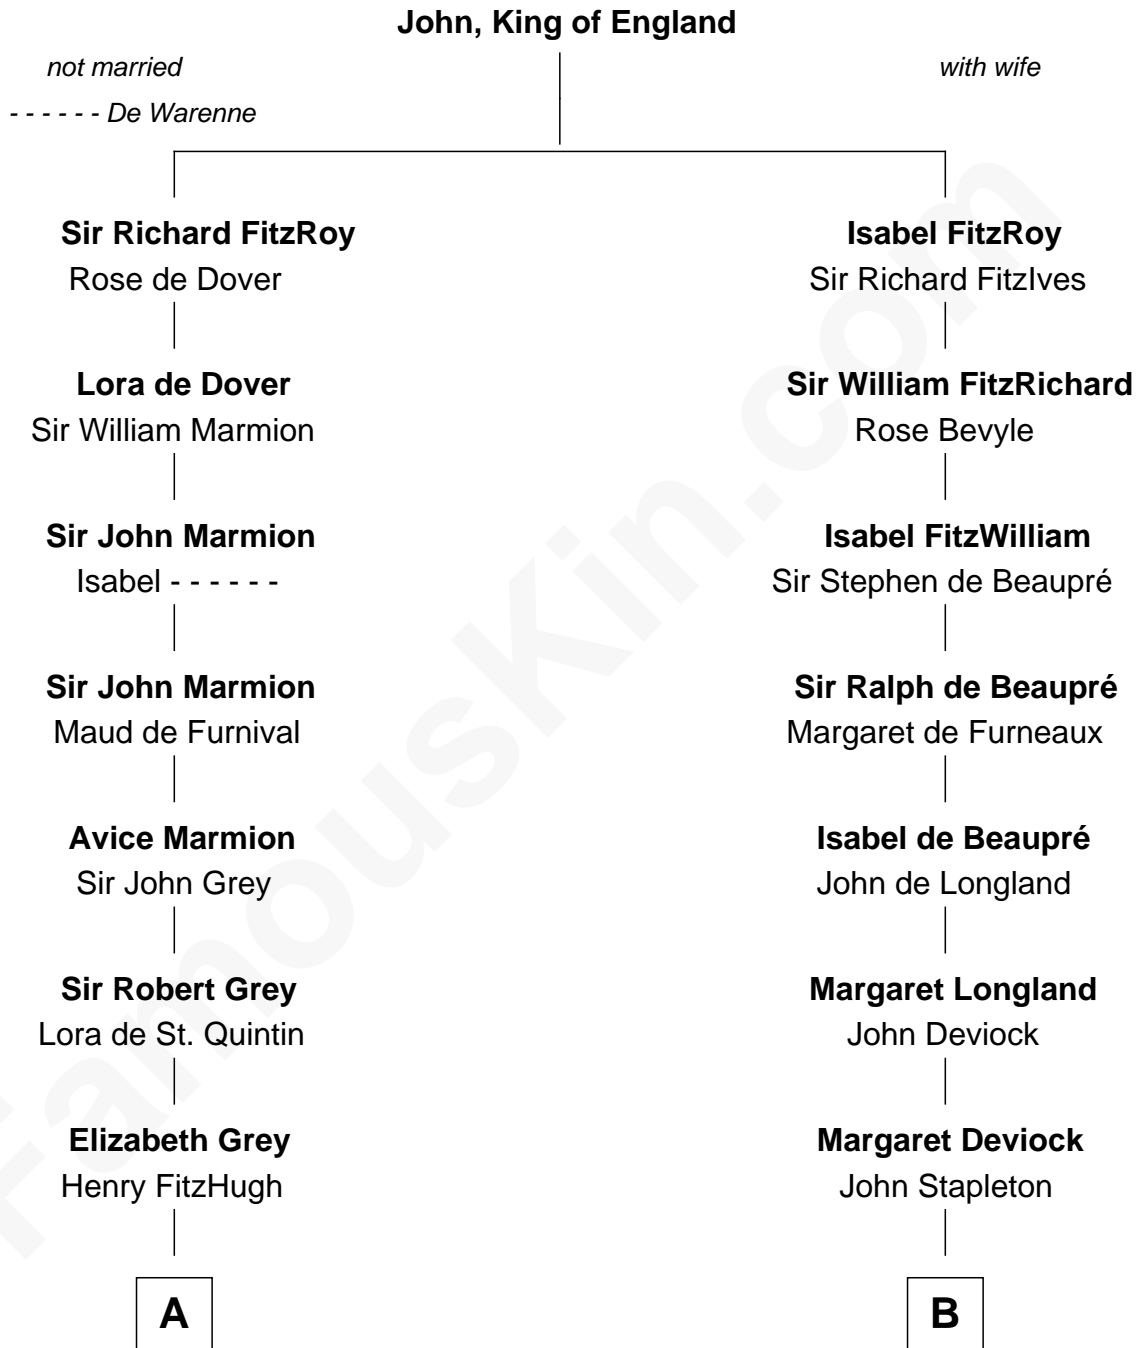 John, King of England
not married
with wife
- - - - - - De Warenne
Sir Richard FitzRoy
Rose de Dover
Isabel FitzRoy
Sir Richard FitzIves
Lora de Dover
Sir William Marmion
Sir William FitzRichard
Rose Bevyle
Sir John Marmion
Isabel - - - - - -
Isabel FitzWilliam
Sir Stephen de Beaupré
Sir John Marmion
Maud de Furnival
Sir Ralph de Beaupré
Margaret de Furneaux
Avice Marmion
Sir John Grey
Isabel de Beaupré
John de Longland
Sir Robert Grey
Lora de St. Quintin
Margaret Longland
John Deviock
Elizabeth Grey
Henry FitzHugh
Margaret Deviock
John Stapleton
A
B
FamousKin.com